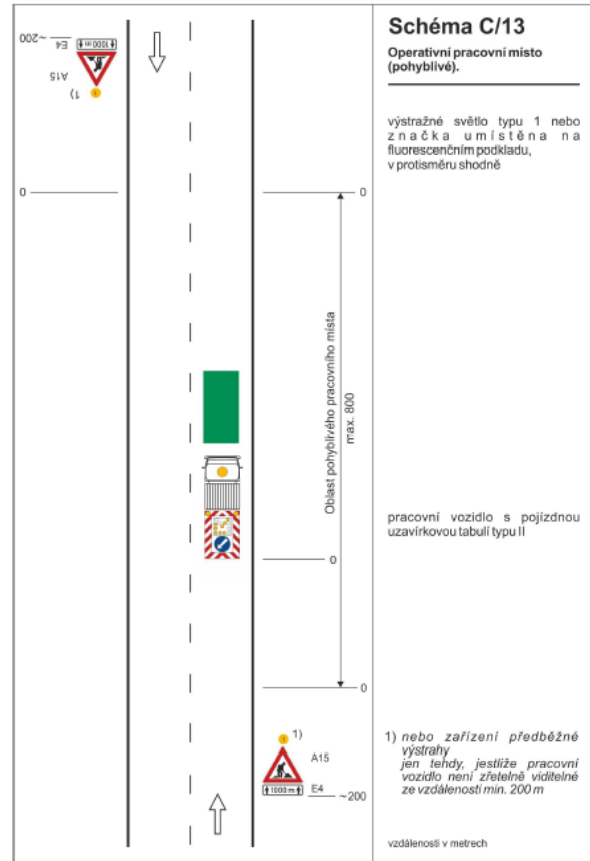 Schéma C/13
Operativní pracovní místo
(pohyblivé).
~200
E4
1000 m
A15
1)
1
výstražné světlo typu 1 nebo
značka umístěna na
fluorescenčním podkladu,
v protisměru shodně
0
0
Oblast pohyblivého pracovního místa
max. 800
pracovní vozidlo s pojízdnou
uzavírkovou tabulí typu II
0
0
1)
1
A15
1000 m
E4
~200
1) nebo zařízení předběžné
výstrahy
jen tehdy, jestliže pracovní
vozidlo není zřetelně viditelné
ze vzdálenosti min. 200 m
vzdálenosti v metrech